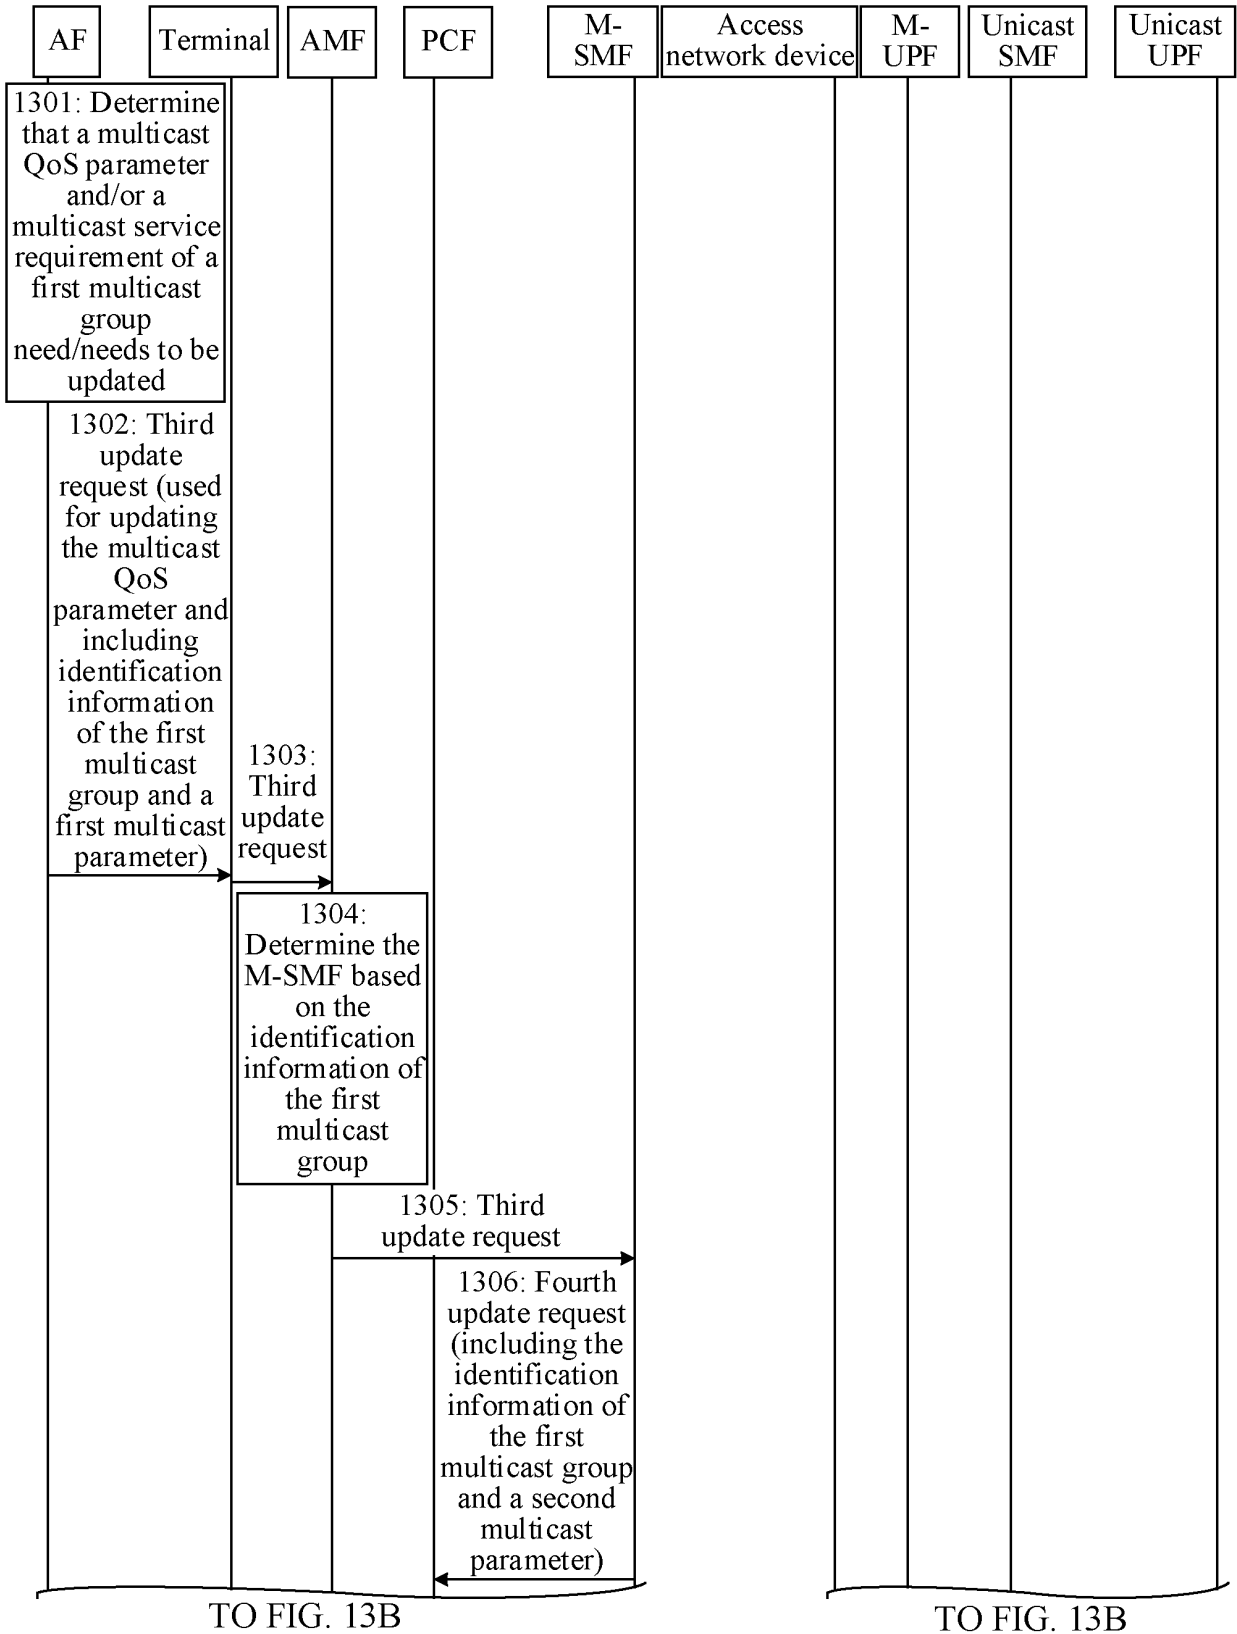 AF
Terminal
AMF
PCF
M-
SMF
Access
network device
M-
UPF
Unicast
SMF
Unicast
UPF
1301: Determine
that a multicast
QoS parameter
and/or a
multicast service
requirement of a
first multicast
group
need/needs to be
updated
1302: Third
update
request (used
for updating
the multicast
QoS
parameter and
including
identification
information
of the first
multicast
group and a
first multicast
parameter)
1303:
Third
update
request
1304:
Determine the
M-SMF based
on the
identification
information of
the first
multicast
group
1305: Third
update request
1306: Fourth
update request
(including the
identification
information of
the first
multicast group
and a second
multicast
parameter)
TO FIG. 13B
TO FIG. 13B